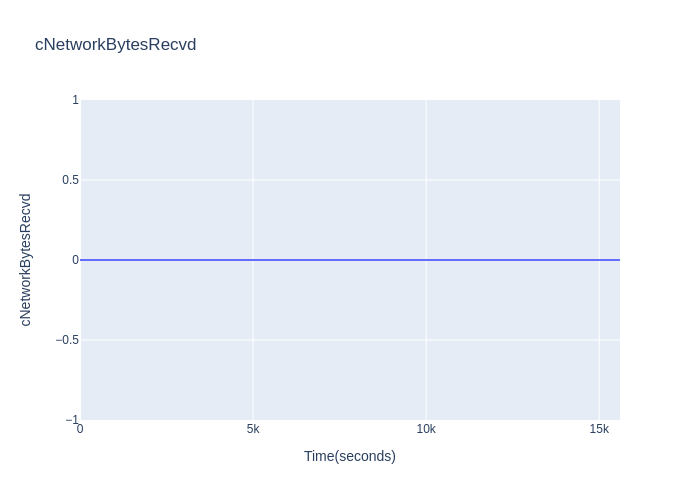 cNetworkBytesRecvd
1
0.5
0
−0.5
−1
cNetworkBytesRecvd
0 5k 10k 15k
Time(seconds)